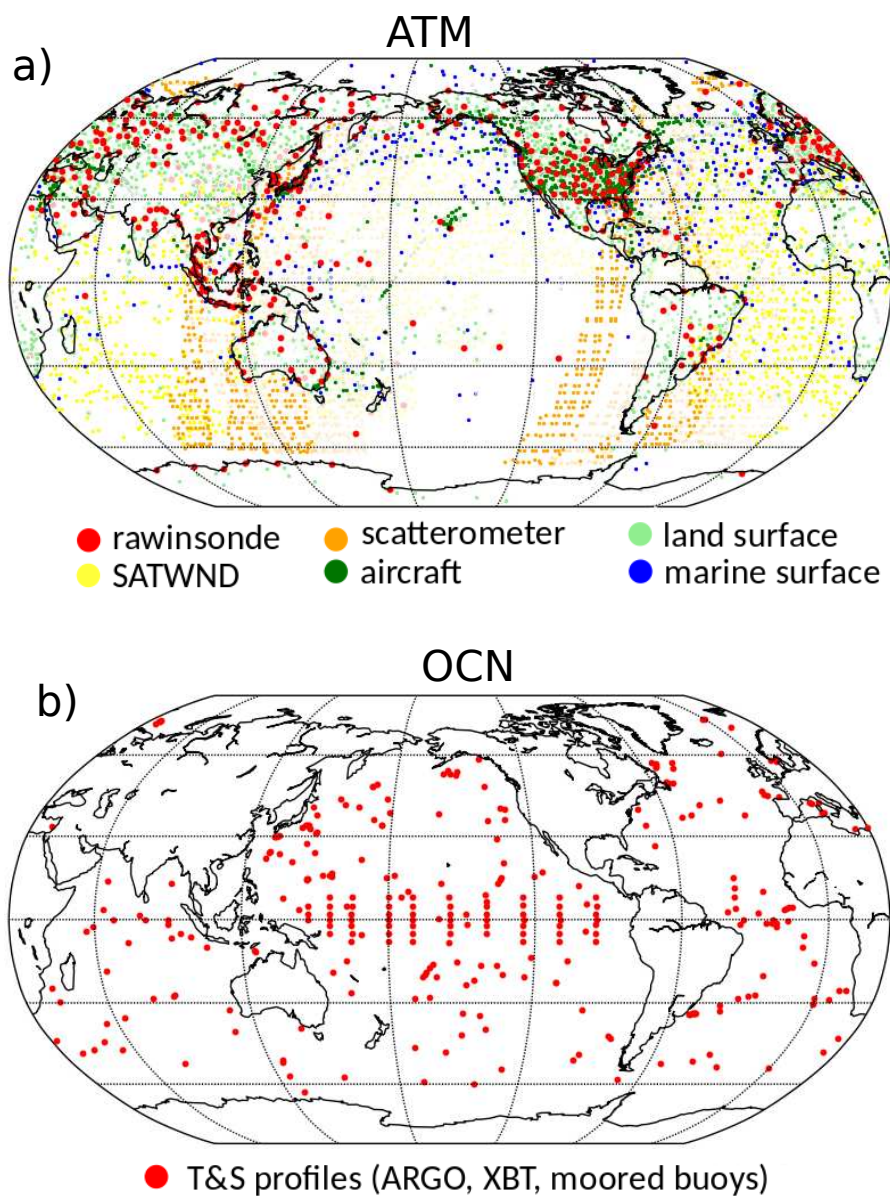 ATM
a)
rawinsonde scatterometer land surface
SATWND aircraft marine surface
OCN
b)
T&S profiles (ARGO, XBT, moored buoys)